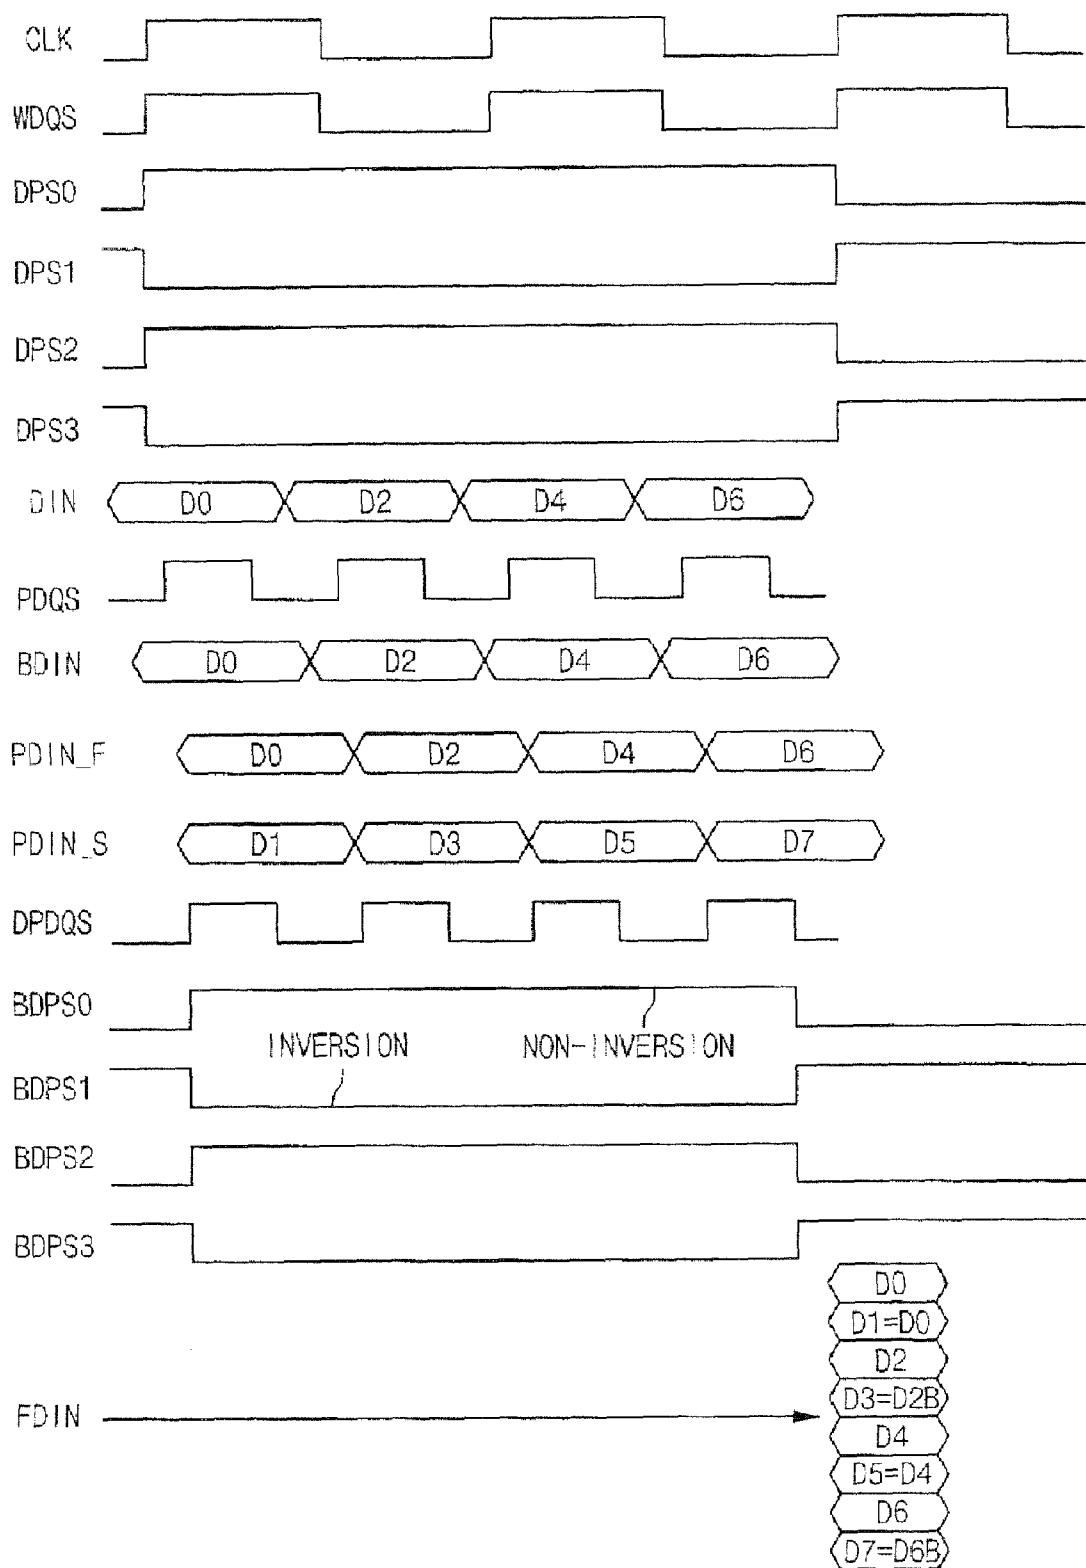 CLK
WDQS
DPS0
DPS1
DPS2
DPS3
DIN D0 D2 D4 D6
PDQS
BDIN D0 D2 D4 D6
PDIN_F D0 D2 D4 D6
PDIN_S D1 D3 D5 D7
DPDQS
BDPS0
INVERSION NON-INVERSION
BDPS1
BDPS2
BDPS3
D0
D1=D0
D2
D3=D2B
FDIN
D4
D5=D4
D6
D7=D6B